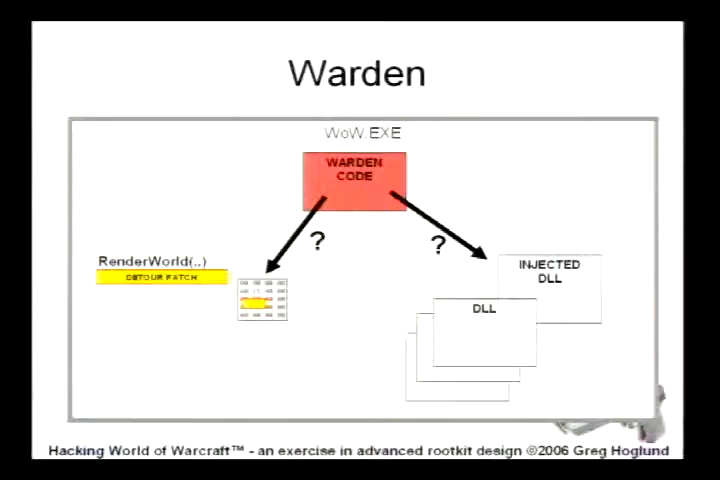 Warden
WoW.EXE
WARDEN
CODE
?
?
RenderWorld(..)
DETOUR PATCH
INJECTED
DLL
DLL
Hacking World of Warcraft™ - an exercise in advanced rootkit design ©2006 Greg Hoglund